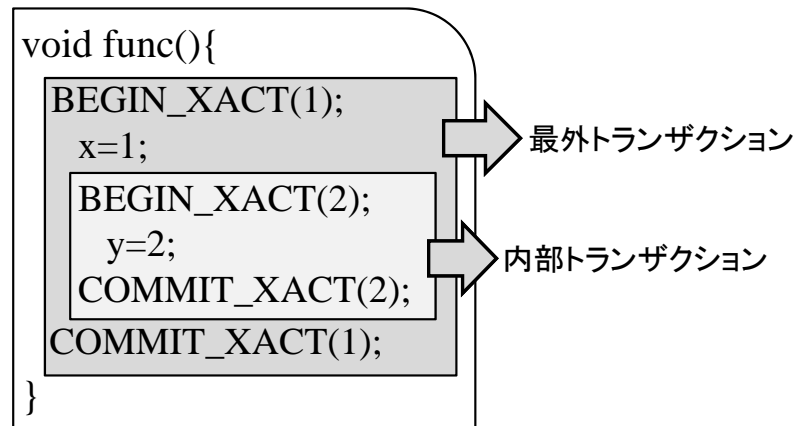 void func(){
BEGIN_XACT(1);
x=1;
最外トランザクション
BEGIN_XACT(2);
y=2;
内部トランザクション
COMMIT_XACT(2);
COMMIT_XACT(1);
}